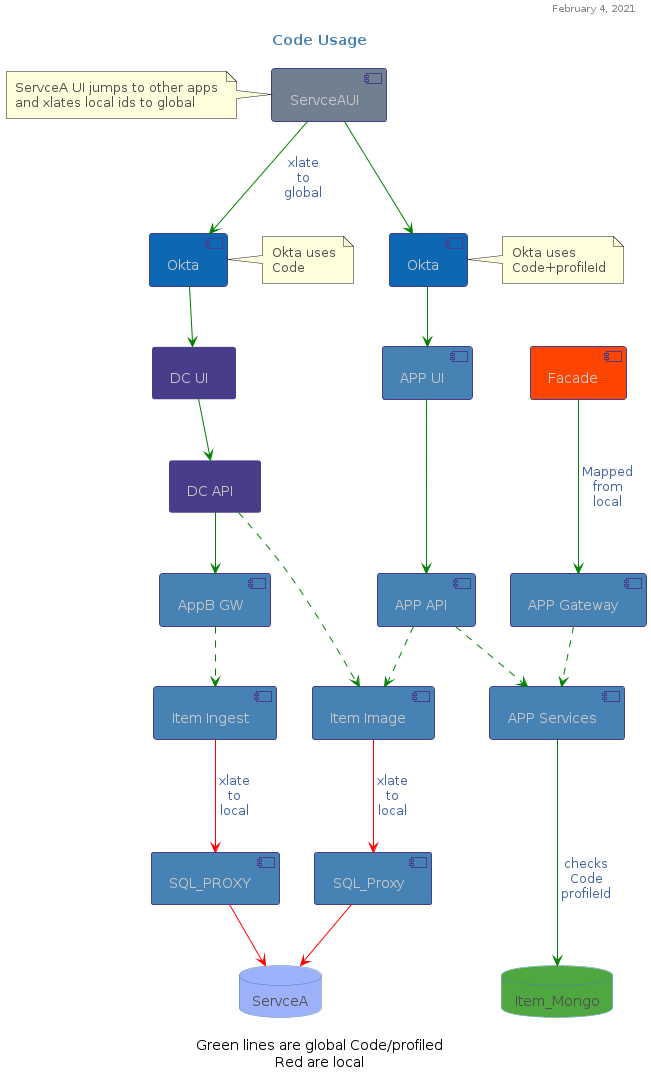 February 4, 2021
Code Usage
ServceA UI jumps to other apps
and xlates local ids to global
ServceAUI
xlate
to
global
Okta
Okta uses
Code
Okta
Okta uses
Code+profileId
DC UI
APP UI
Facade
DC API
Mapped
from
local
AppB GW
APP API
APP Gateway
Item Ingest
Item Image
APP Services
xlate
to
local
xlate
to
local
SQL_PROXY
SQL_Proxy
checks
Code
profileId
ServceA
Item_Mongo
Green lines are global Code/profiled
Red are local